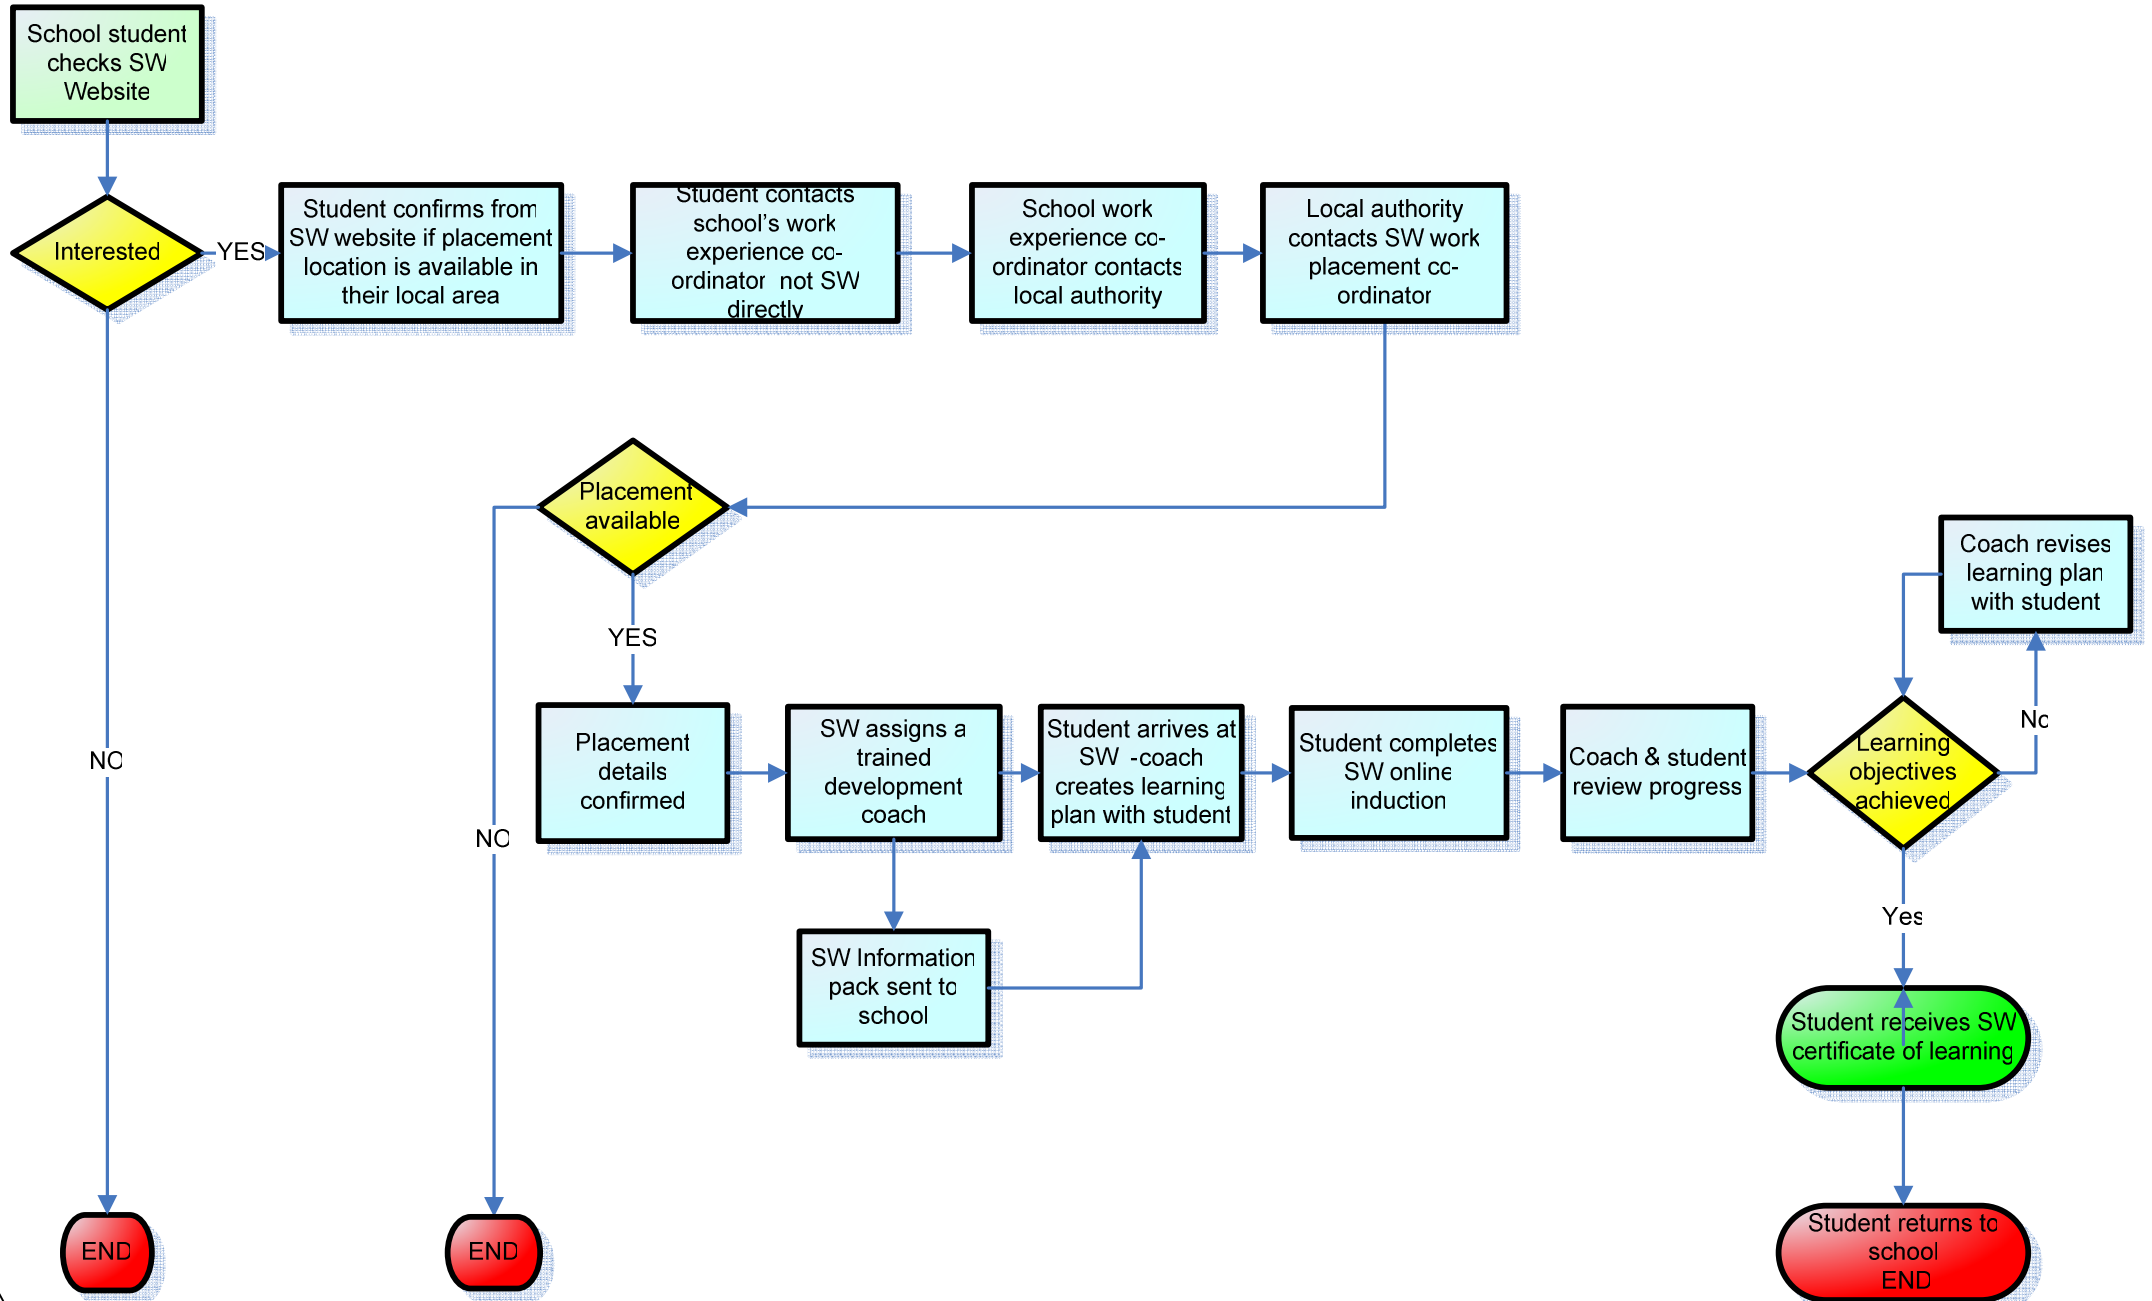 School student
checks SW
Website
Interested
YES
Student confirms from
SW website if placement
location is available in
their local area
Student contacts
school's work
experience co-
ordinator not SW
directly
School work
experience co-
ordinator contacts
local authority
Local authority
contacts SW work
placement co-
ordinator
NO
END
Placement
available
NO
END
YES
Placement
details
confirmed
SW assigns a
trained
development
coach
SW Information
pack sent to
school
Student arrives at
SW -coach
creates learning
plan with student
Student completes
SW online
induction
Coach & student
review progress
Learning
objectives
achieved
No
Coach revises
learning plan
with student
Yes
Student receives SW
certificate of learning
Student returns to
school
END